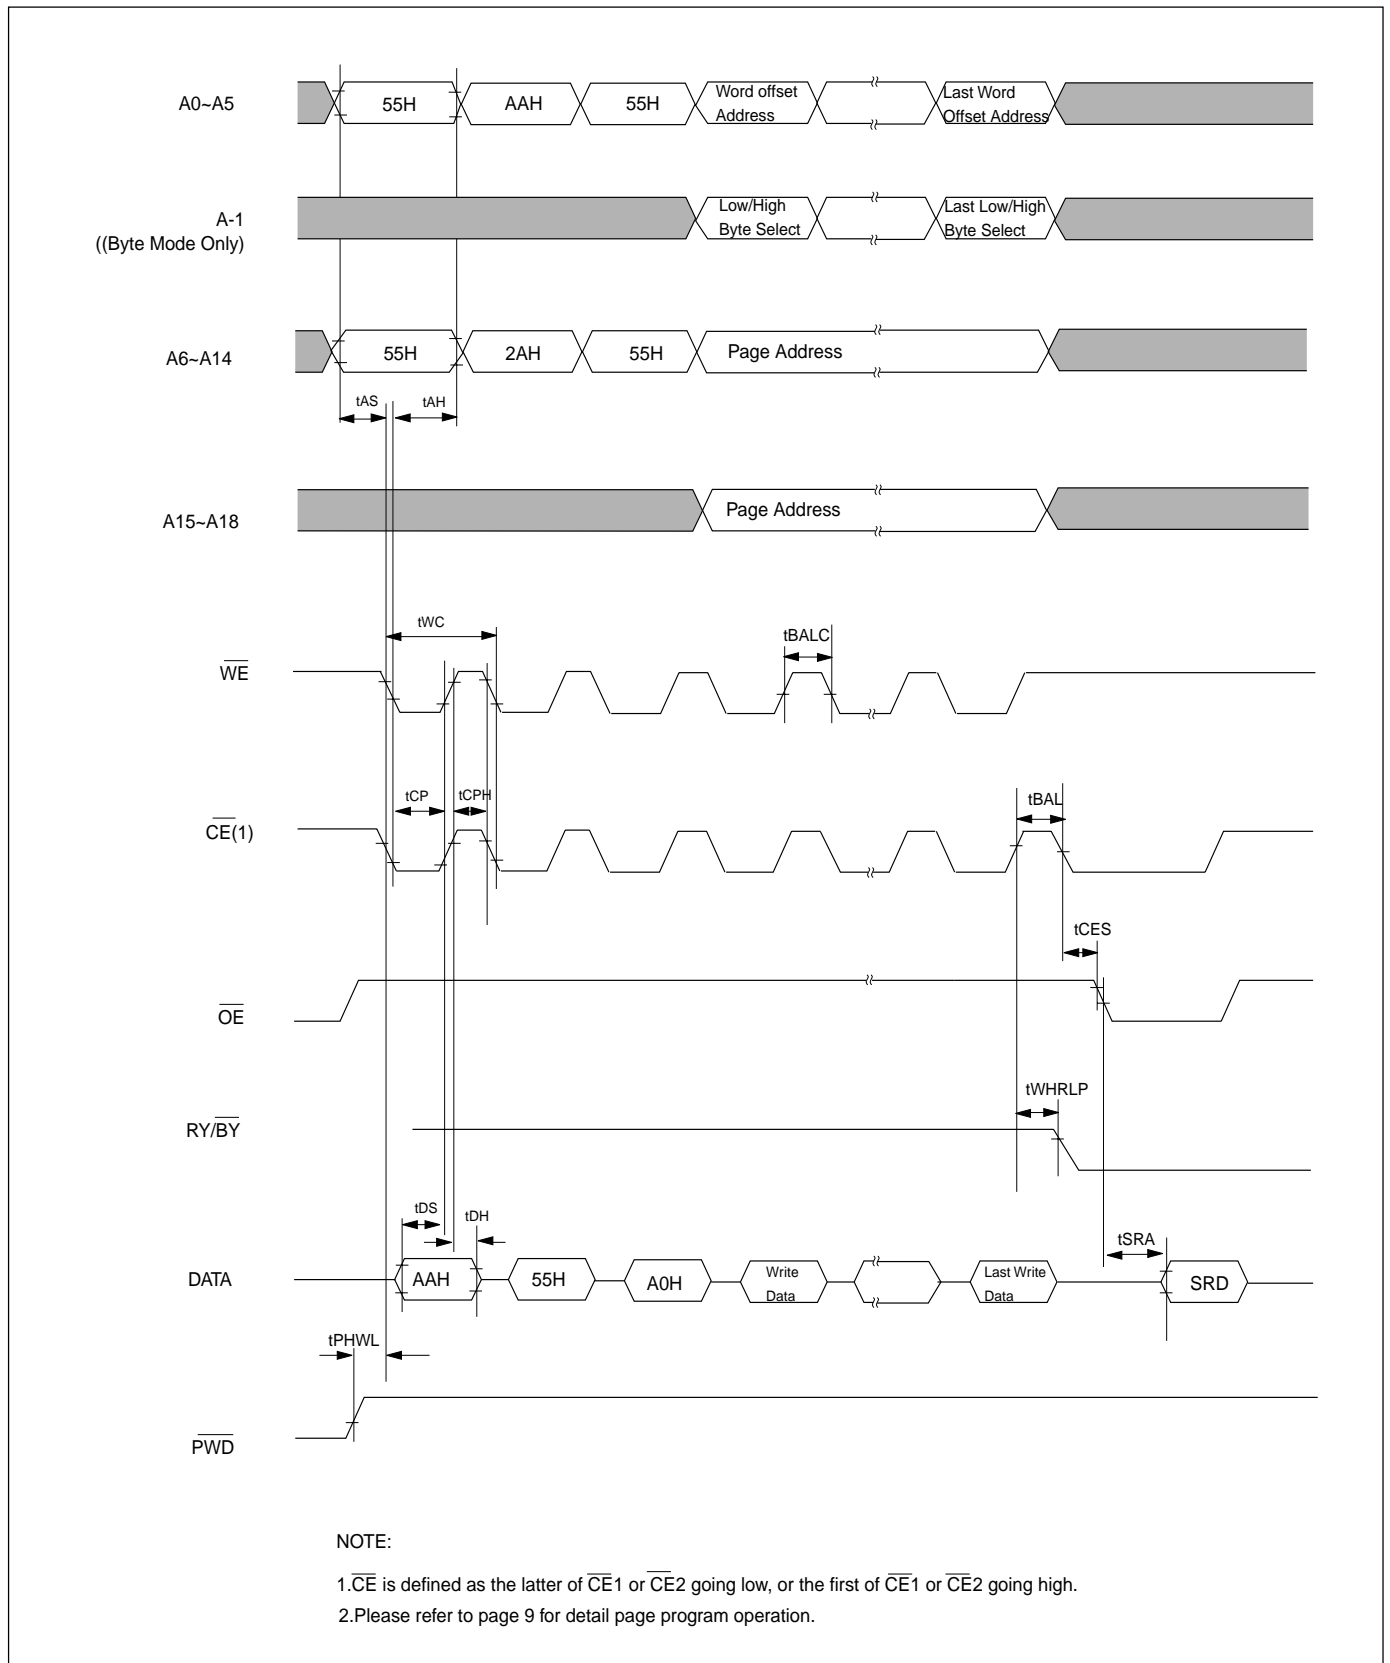 A0~A5
55H
AAH
55H
Word offset
Address
Last Word
Offset Address
A-1
((Byte Mode Only)
Low/High
Byte Select
Last Low/High
Byte Select
A6~A14
55H
2AH
55H
Page Address
tAS
tAH
A15~A18
Page Address
tWC
tBALC
WE
tCP
tCPH
tBAL
CE(1)
tCES
OE
tWHRLP
RY/BY
tDS
tDH
tSRA
DATA
AAH
55H
A0H
Write
Data
Last Write
Data
SRD
tPHWL
PWD
NOTE:
1.CE is defined as the latter of CE1 or CE2 going low, or the first of CE1 or CE2 going high.
2.Please refer to page 9 for detail page program operation.